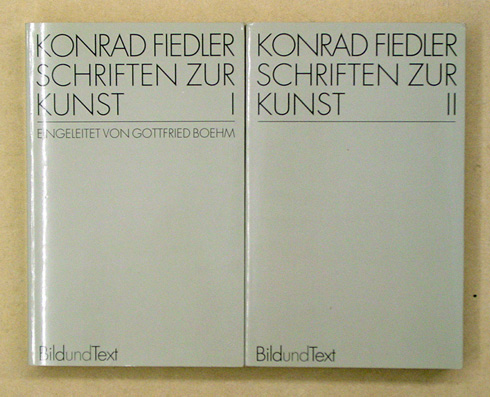 KONRAD FIEDLER
SCHRIFTEN ZUR
KUNST I
EINGELEITET VON GOTTFRIED BOEHM
BildundText
KONRAD FIEDLER
SCHRIFTEN ZUR
KUNST II
BildundText